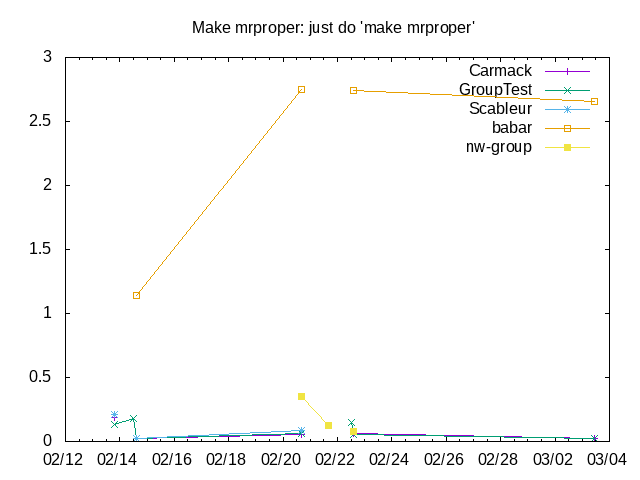 Make mrproper: just do 'make mrproper'
3
2.5
2
1.5
1
0.5
0
Carmack
GroupTest
Scableur
babar
nw-group
02/12 02/14 02/16 02/18 02/20 02/22 02/24 02/26 02/28 03/02 03/04